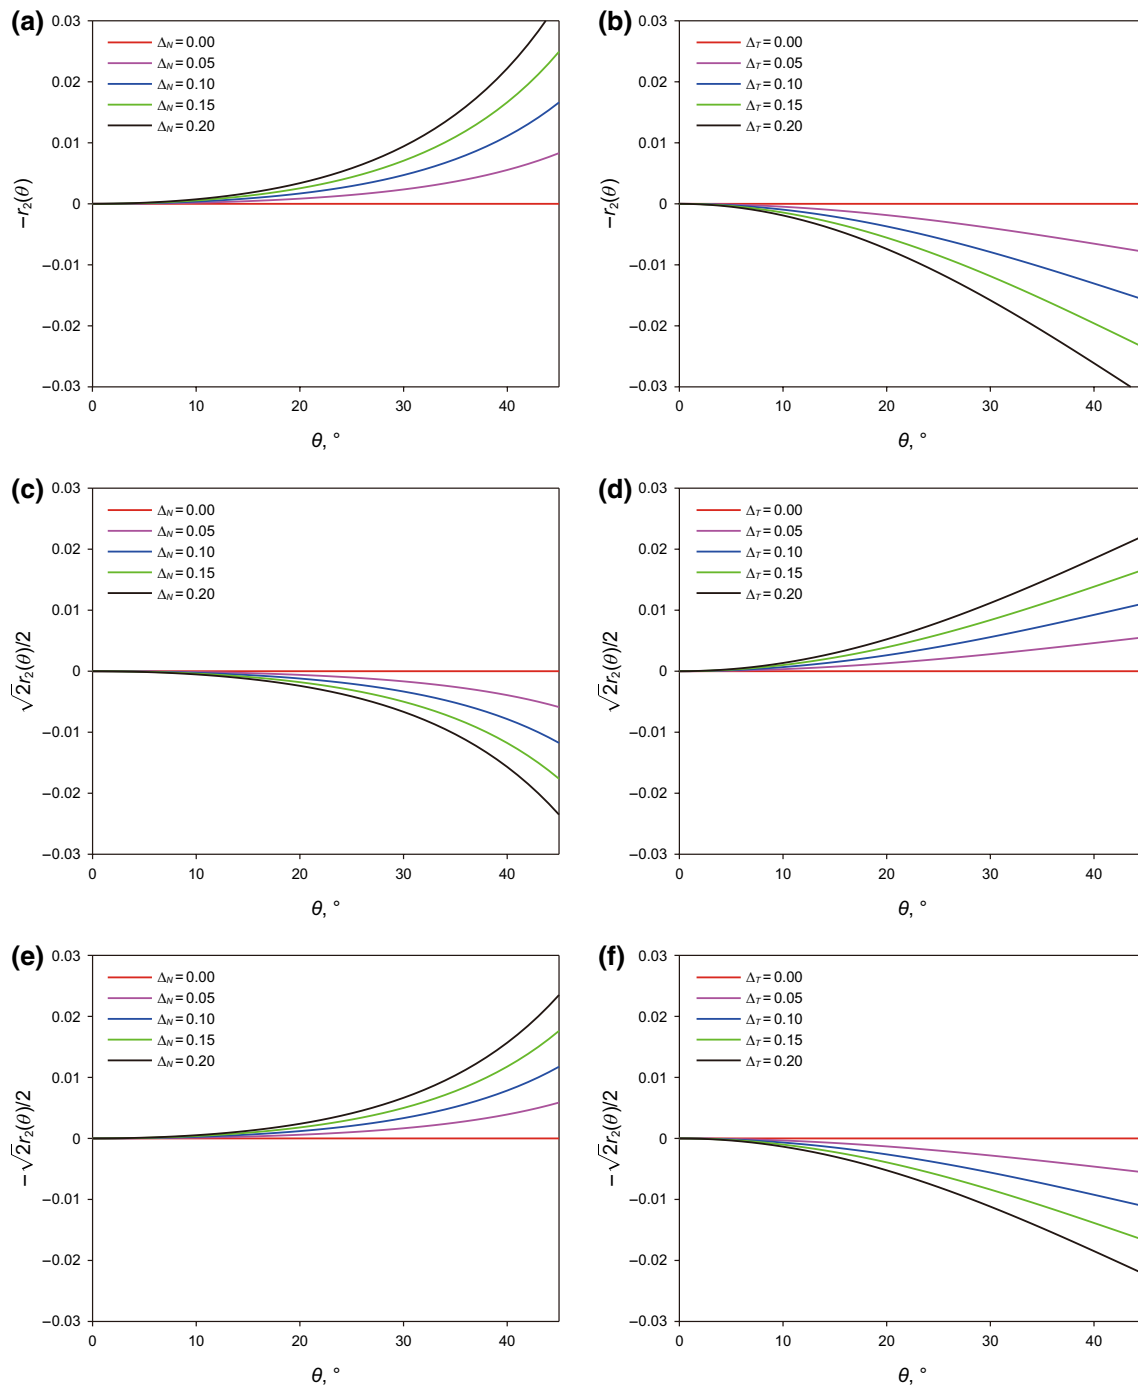 (a)
0.03
0.02
0.01
0
–0.01
–0.02
–0.03
−r₂(θ)
Δ_N = 0.00
Δ_N = 0.05
Δ_N = 0.10
Δ_N = 0.15
Δ_N = 0.20
0 10 20 30 40
θ, °
(b)
0.03
0.02
0.01
0
–0.01
–0.02
–0.03
−r₂(θ)
Δ_T = 0.00
Δ_T = 0.05
Δ_T = 0.10
Δ_T = 0.15
Δ_T = 0.20
0 10 20 30 40
θ, °
(c)
0.03
0.02
0.01
0
–0.01
–0.02
–0.03
√2r₂(θ)/2
Δ_N = 0.00
Δ_N = 0.05
Δ_N = 0.10
Δ_N = 0.15
Δ_N = 0.20
0 10 20 30 40
θ, °
(d)
0.03
0.02
0.01
0
–0.01
–0.02
–0.03
√2r₂(θ)/2
Δ_T = 0.00
Δ_T = 0.05
Δ_T = 0.10
Δ_T = 0.15
Δ_T = 0.20
0 10 20 30 40
θ, °
(e)
0.03
0.02
0.01
0
–0.01
–0.02
–0.03
−√2r₂(θ)/2
Δ_N = 0.00
Δ_N = 0.05
Δ_N = 0.10
Δ_N = 0.15
Δ_N = 0.20
0 10 20 30 40
θ, °
(f)
0.03
0.02
0.01
0
–0.01
–0.02
–0.03
−√2r₂(θ)/2
Δ_T = 0.00
Δ_T = 0.05
Δ_T = 0.10
Δ_T = 0.15
Δ_T = 0.20
0 10 20 30 40
θ, °